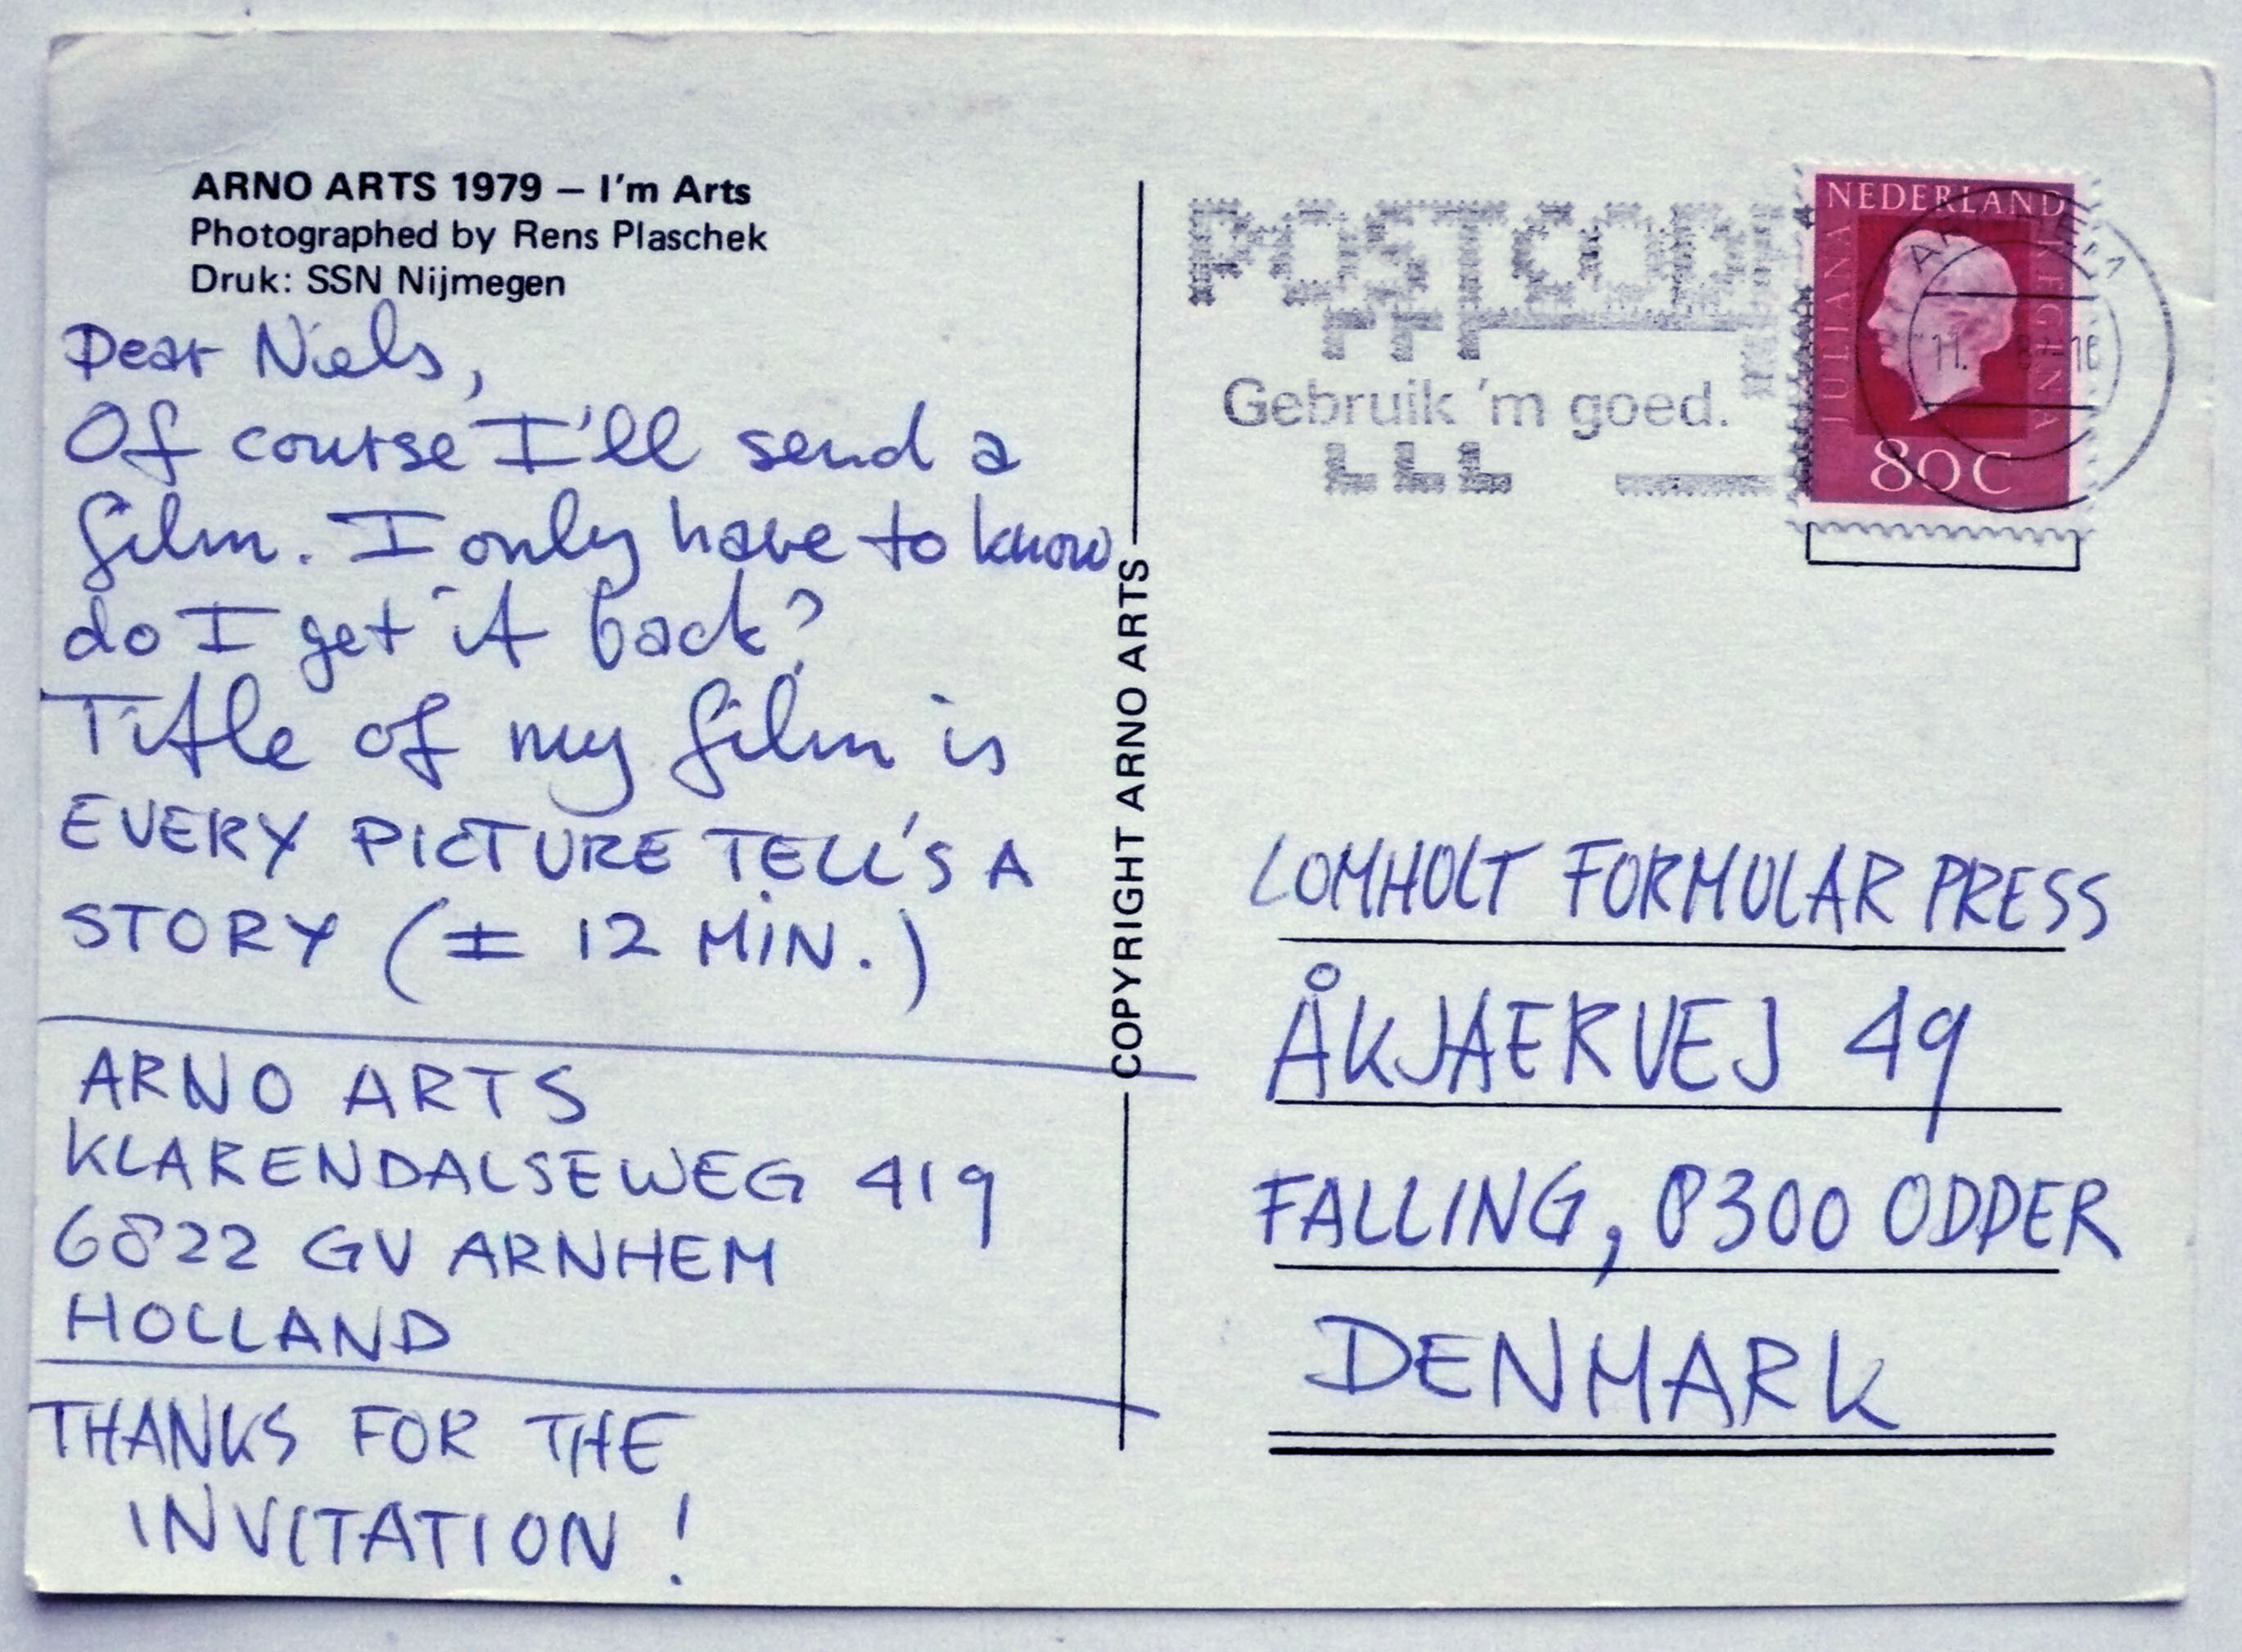 ARNO ARTS 1979 – I'm Arts
Photographed by Rens Plaschek
Druk: SSN Nijmegen
Dear Niels,
Of course I'll send a
film. I only have to know
do I get it back?
Title of my film is
EVERY PICTURE TELL'S A
STORY (± 12 MIN.)
ARNO ARTS
KLARENDALSEWEG 419
6822 GV ARNHEM
HOLLAND
THANKS FOR THE
INVITATION!
COPYRIGHT ARNO ARTS
POSTCODE
Gebruik 'm goed.
NEDERLAND
JULIANA
REGINA
80C
LOMHOLT FORMULAR PRESS
ÅKJAERVEJ 49
FALLING, 8300 ODDER
DENMARK